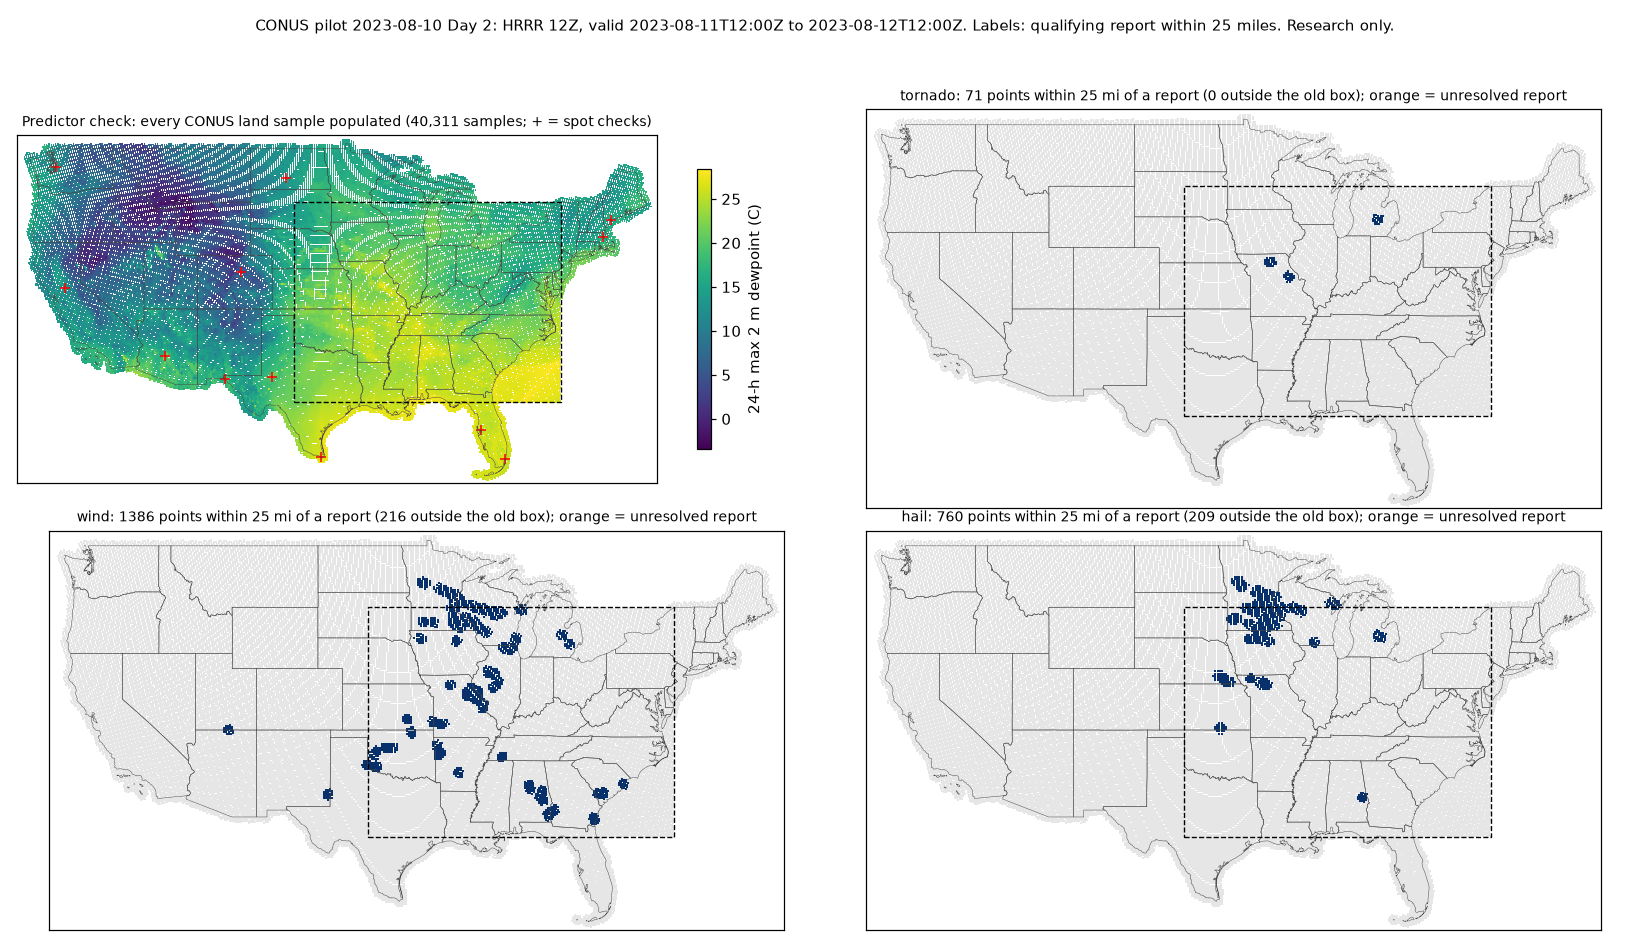 CONUS pilot 2023-08-10 Day 2: HRRR 12Z, valid 2023-08-11T12:00Z to 2023-08-12T12:00Z. Labels: qualifying report within 25 miles. Research only.
Predictor check: every CONUS land sample populated (40,311 samples; + = spot checks)
25
20
15
10
5
0
24-h max 2 m dewpoint (C)
tornado: 71 points within 25 mi of a report (0 outside the old box); orange = unresolved report
wind: 1386 points within 25 mi of a report (216 outside the old box); orange = unresolved report
hail: 760 points within 25 mi of a report (209 outside the old box); orange = unresolved report